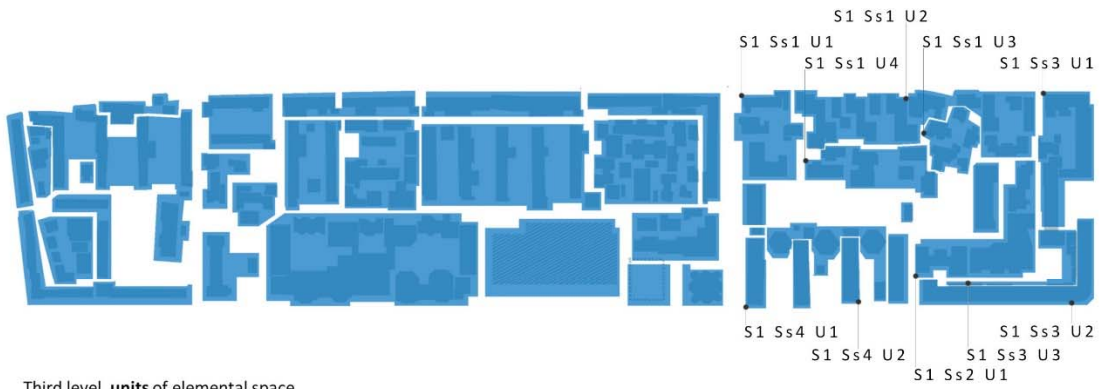 S1 Ss1 U2
S1 Ss1 U1
S1 Ss1 U3
S1 Ss1 U4
S1 Ss3 U1
S1 Ss4 U1
S1 Ss3 U2
S1 Ss4 U2
S1 Ss3 U3
S1 Ss2 U1
Third level, units of elemental space